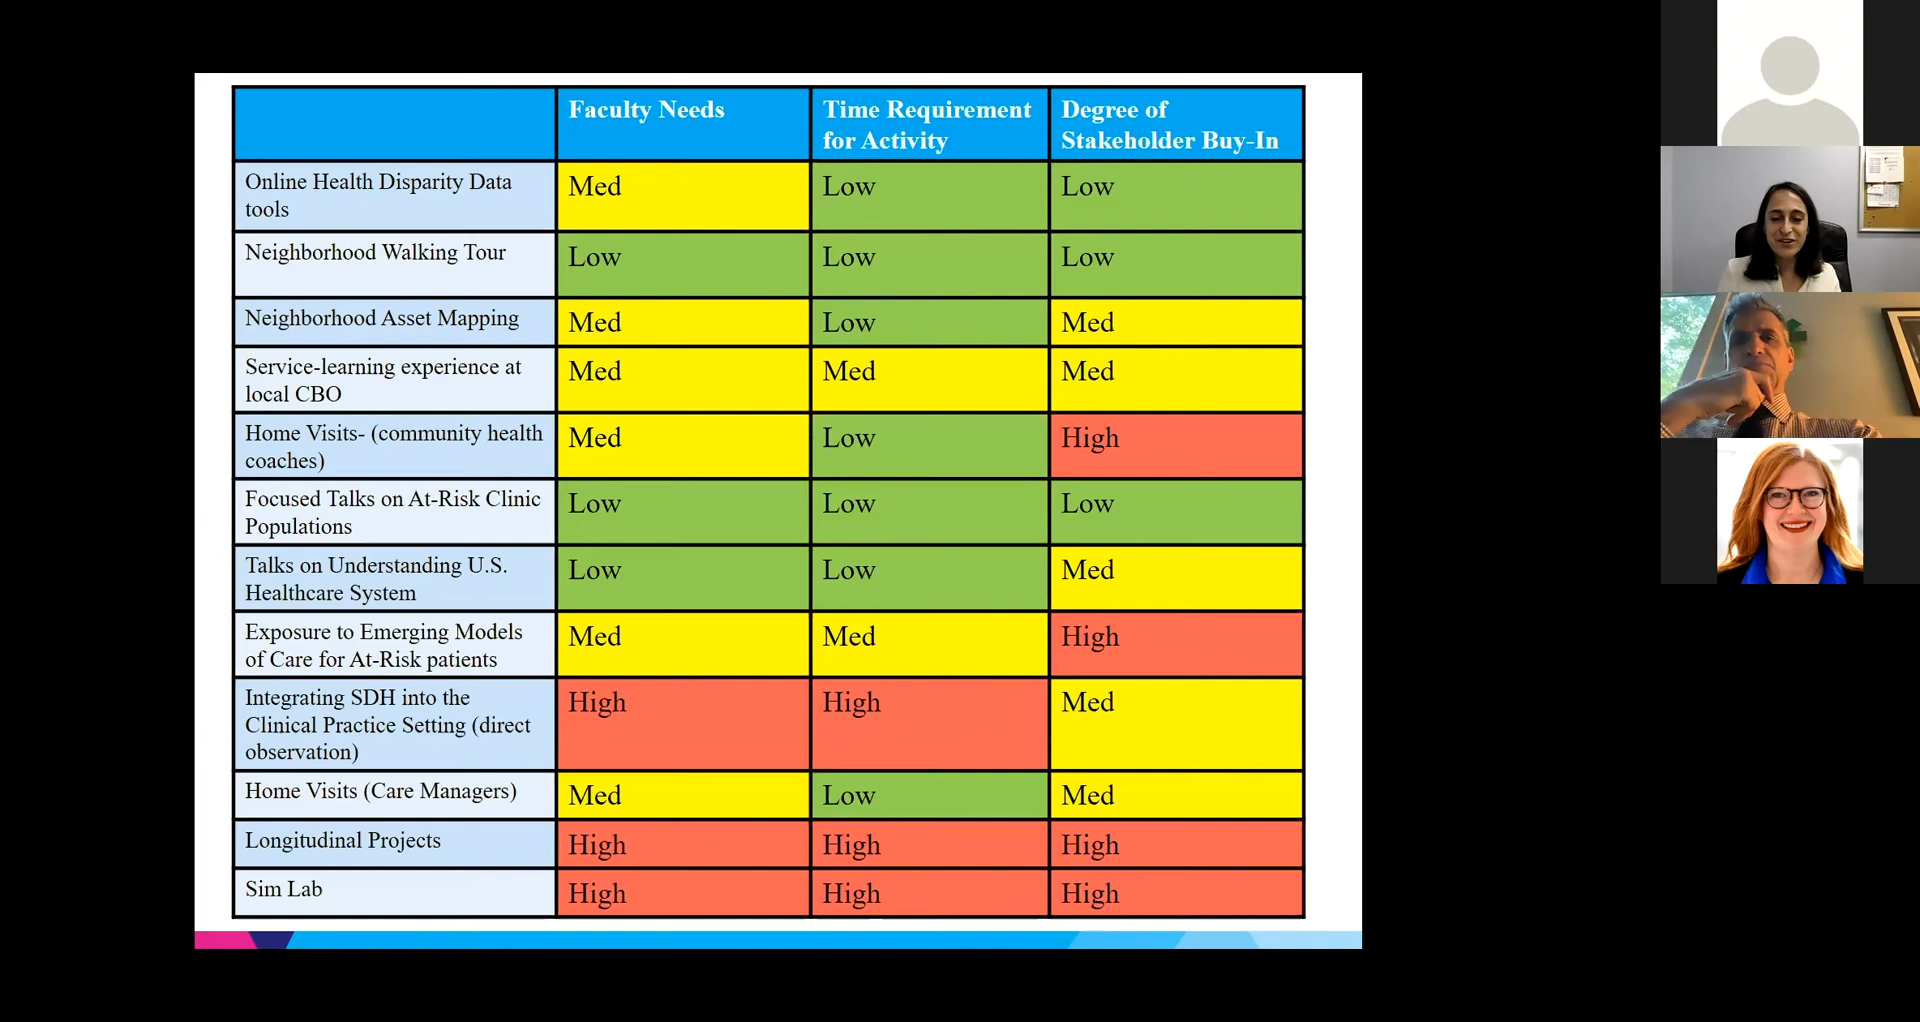 Faculty Needs
Time Requirement
for Activity
Degree of
Stakeholder Buy-In
Online Health Disparity Data
tools
Med
Low
Low
Neighborhood Walking Tour
Low
Low
Low
Neighborhood Asset Mapping
Med
Low
Med
Service-learning experience at
local CBO
Med
Med
Med
Home Visits- (community health
coaches)
Med
Low
High
Focused Talks on At-Risk Clinic
Populations
Low
Low
Low
Talks on Understanding U.S.
Healthcare System
Low
Low
Med
Exposure to Emerging Models
of Care for At-Risk patients
Med
Med
High
Integrating SDH into the
Clinical Practice Setting (direct
observation)
High
High
Med
Home Visits (Care Managers)
Med
Low
Med
Longitudinal Projects
High
High
High
Sim Lab
High
High
High